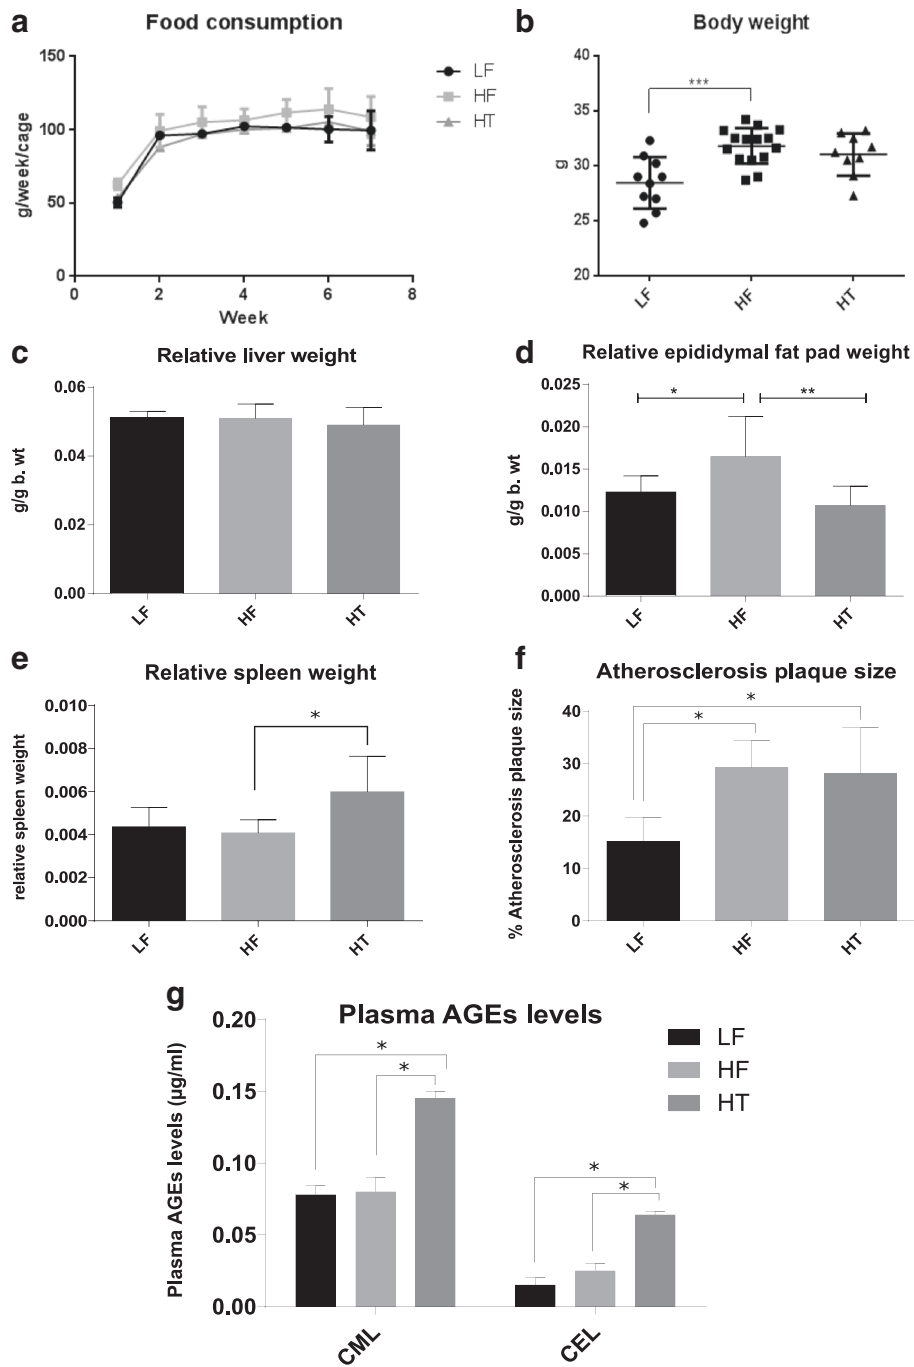 a
Food consumption
150
100
50
0
g/week/cage
0 2 4 6 8
Week
LF
HF
HT
b
Body weight
40
35
30
25
20
g
***
LF HF HT
c
Relative liver weight
0.06
0.04
0.02
0.00
g/g b. wt
LF HF HT
d
Relative epididymal fat pad weight
0.025
0.020
0.015
0.010
0.005
0.000
g/g b. wt
* **
LF HF HT
e
Relative spleen weight
0.010
0.008
0.006
0.004
0.002
0.000
relative spleen weight
*
LF HF HT
f
Atherosclerosis plaque size
40
30
20
10
0
% Atherosclerosis plaque size
*
*
LF HF HT
g
Plasma AGEs levels
0.20
0.15
0.10
0.05
0.00
Plasma AGEs levels (µg/ml)
*
*
*
*
LF
HF
HT
CML CEL